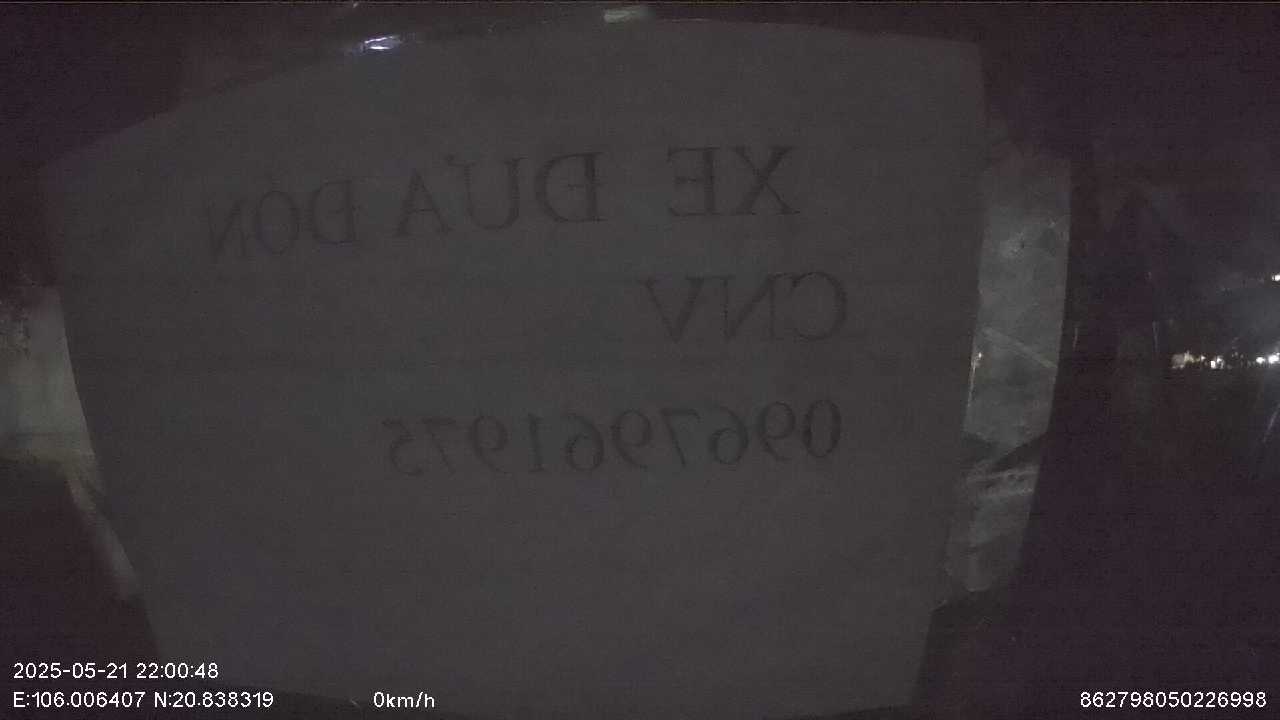 XE ĐƯA ĐÓN
CNV
0967961975
2025-05-21 22:00:48
E:106.006407 N:20.838319 0km/h 862798050226998